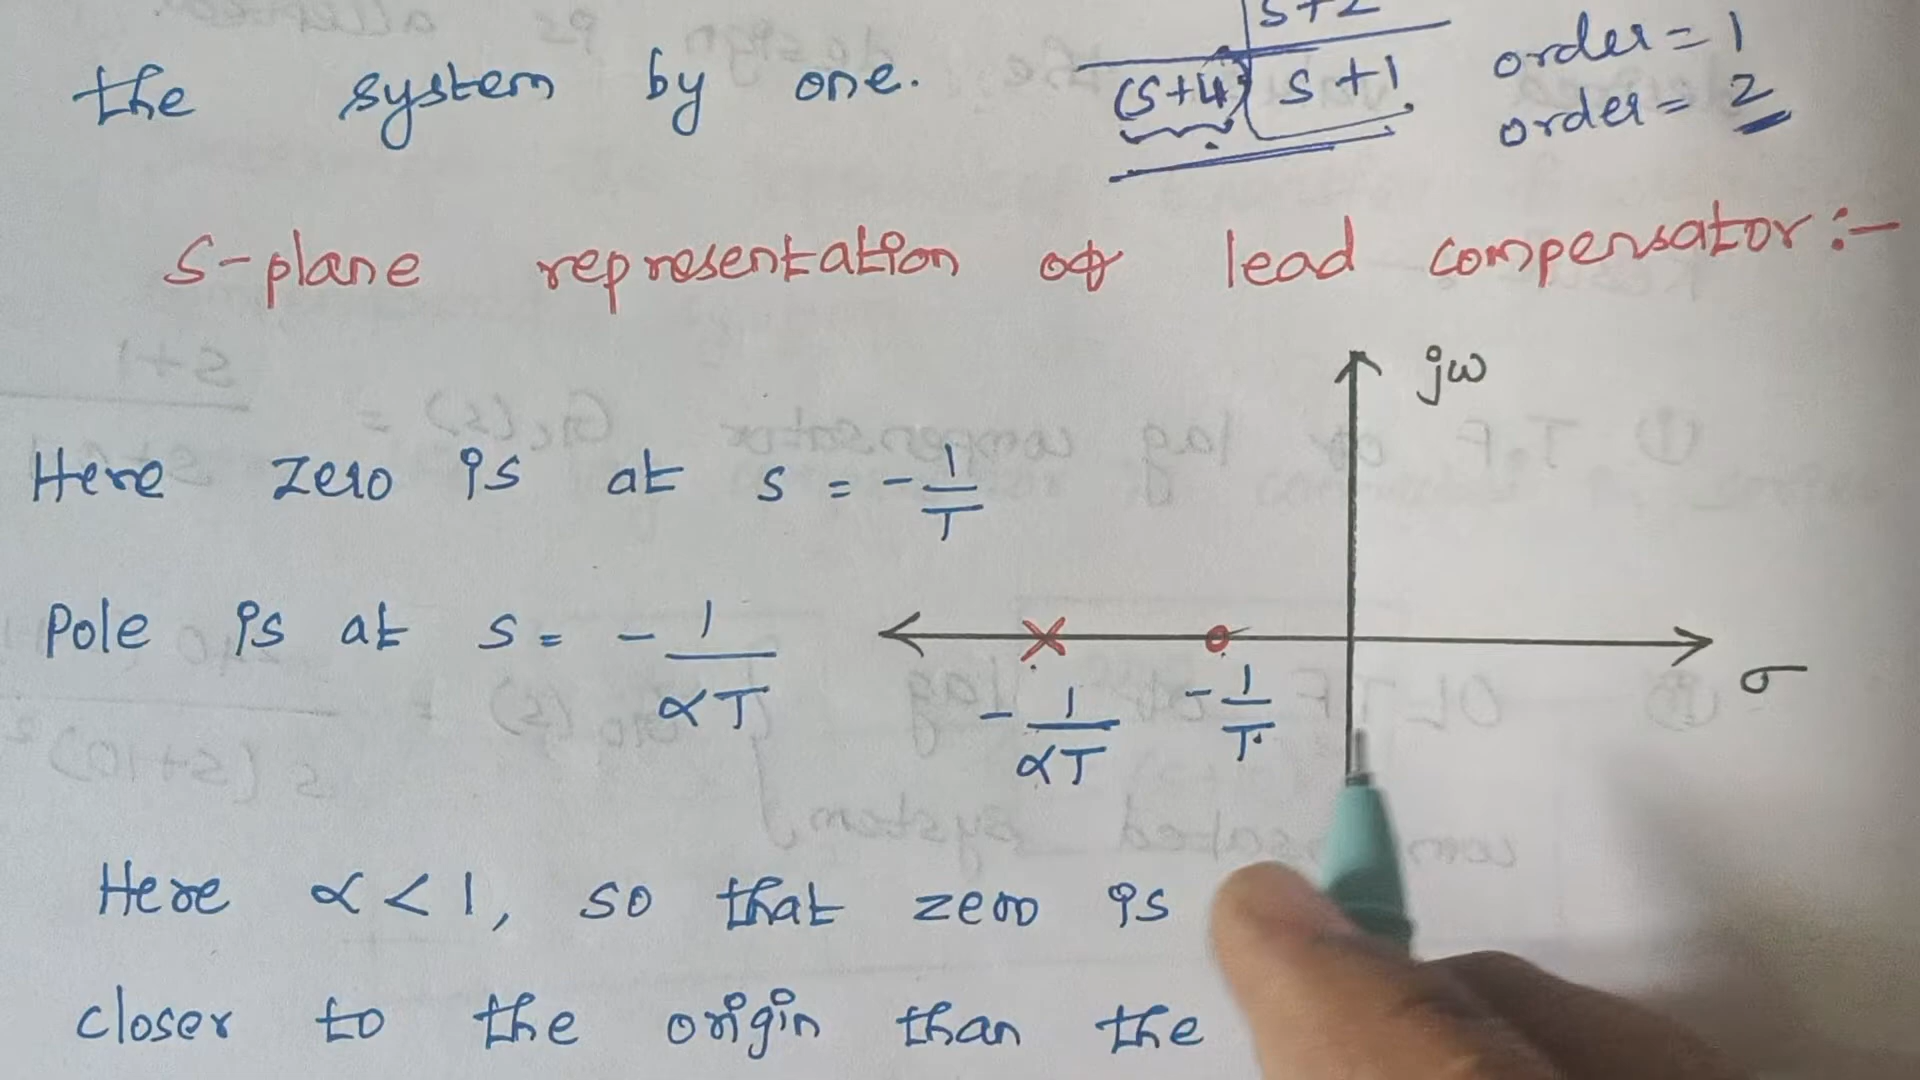 s+2
the system by one.
(s+4) s+1
order = 1
order = 2
S-plane representation of lead compensator :-
jω
Here zero is at s = - 1/T
Pole is at s = - 1/αT
σ
- 1/αT
- 1/T
Here α < 1, so that zero is
closer to the origin than the